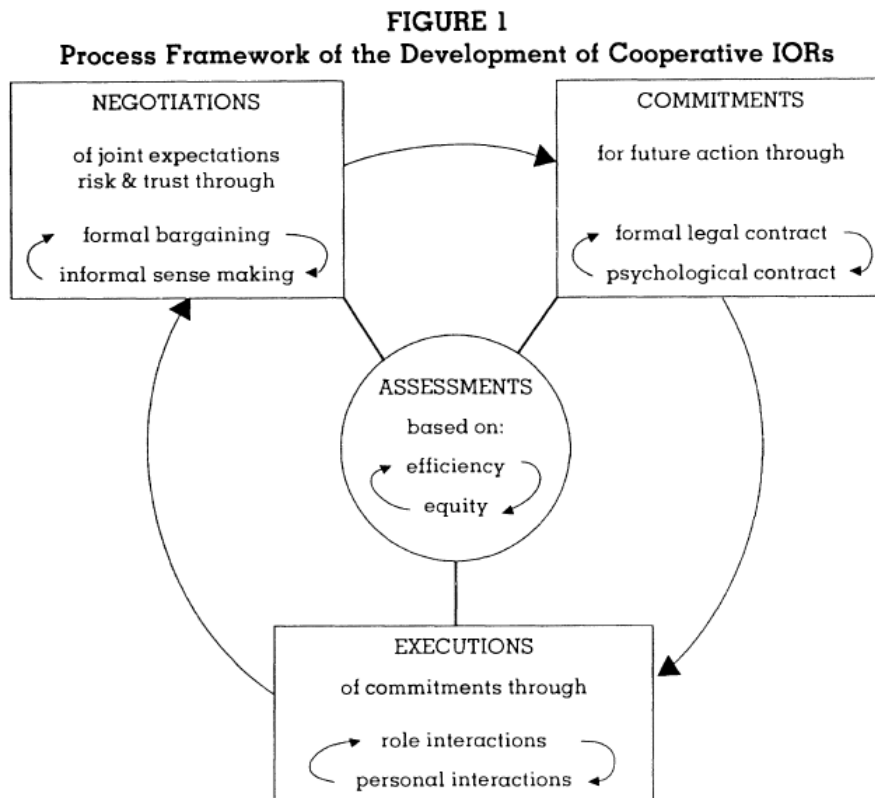 FIGURE 1
Process Framework of the Development of Cooperative IORs
NEGOTIATIONS
of joint expectations
risk & trust through
formal bargaining
informal sense making
COMMITMENTS
for future action through
formal legal contract
psychological contract
ASSESSMENTS
based on:
efficiency
equity
EXECUTIONS
of commitments through
role interactions
personal interactions